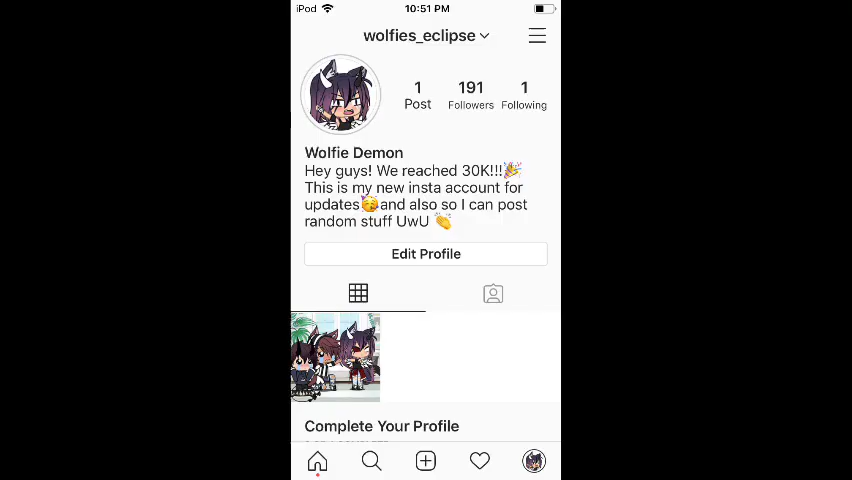 iPod 10:51 PM
wolfies_eclipse
1 191 1
Post Followers Following
Wolfie Demon
Hey guys! We reached 30K!!!🎉
This is my new insta account for
updates🥳and also so I can post
random stuff UwU 👏
Edit Profile
Complete Your Profile